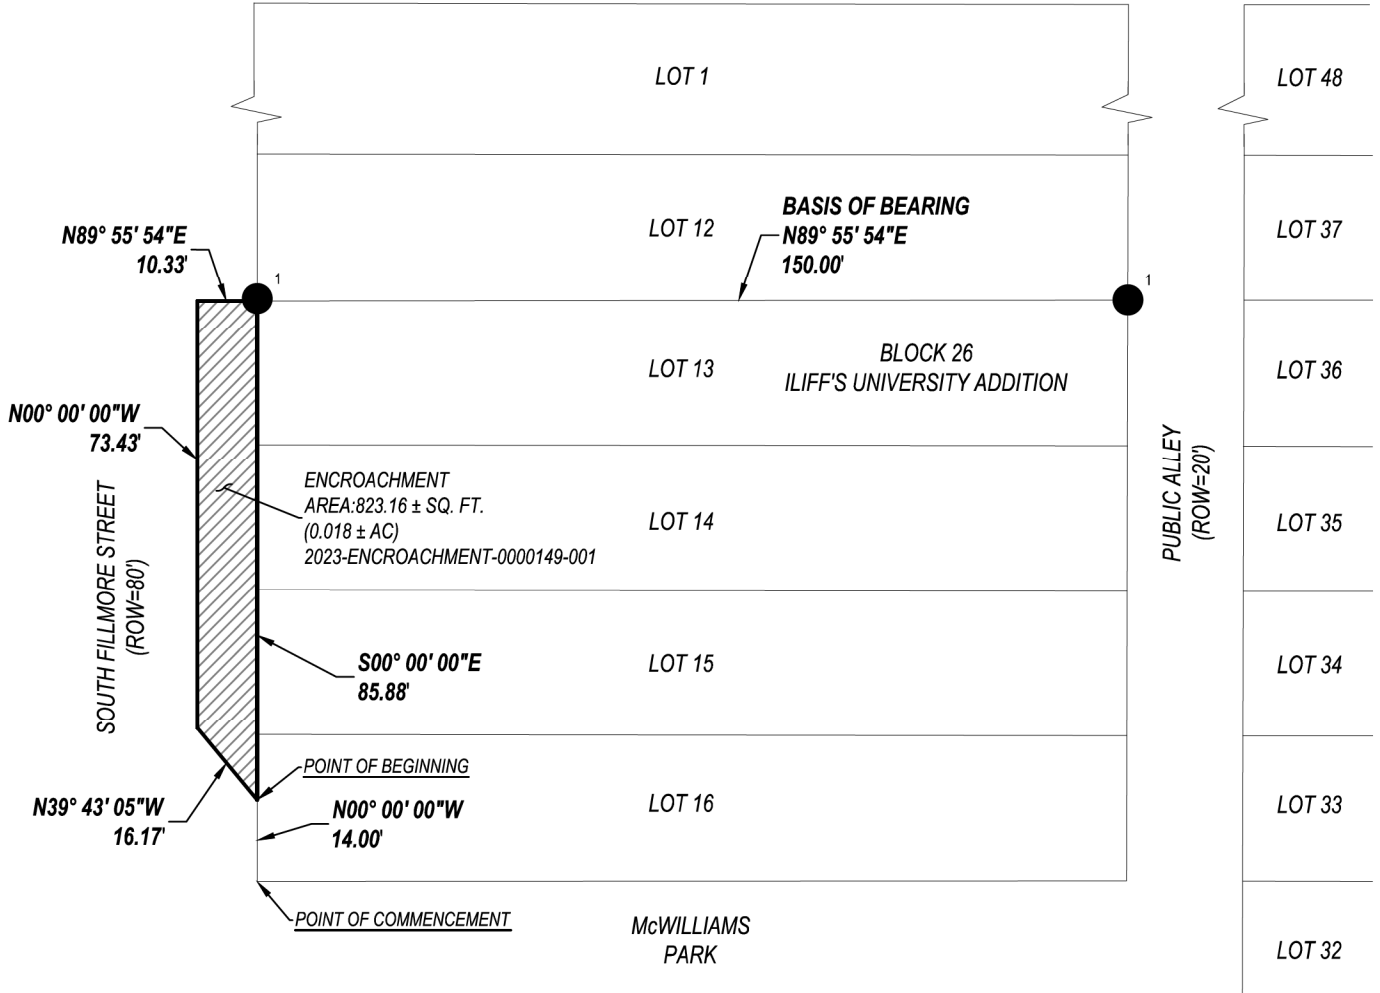 LOT 1
LOT 48
LOT 12
BASIS OF BEARING
N89° 55' 54"E
150.00'
LOT 37
N89° 55' 54"E
10.33'
1
1
LOT 13
BLOCK 26
ILIFF'S UNIVERSITY ADDITION
LOT 36
N00° 00' 00"W
73.43'
SOUTH FILLMORE STREET
(ROW=80')
ENCROACHMENT
AREA:823.16 ± SQ. FT.
(0.018 ± AC)
2023-ENCROACHMENT-0000149-001
LOT 14
PUBLIC ALLEY
(ROW=20')
LOT 35
S00° 00' 00"E
85.88'
LOT 15
LOT 34
POINT OF BEGINNING
N39° 43' 05"W
16.17'
N00° 00' 00"W
14.00'
LOT 16
LOT 33
POINT OF COMMENCEMENT
McWILLIAMS
PARK
LOT 32